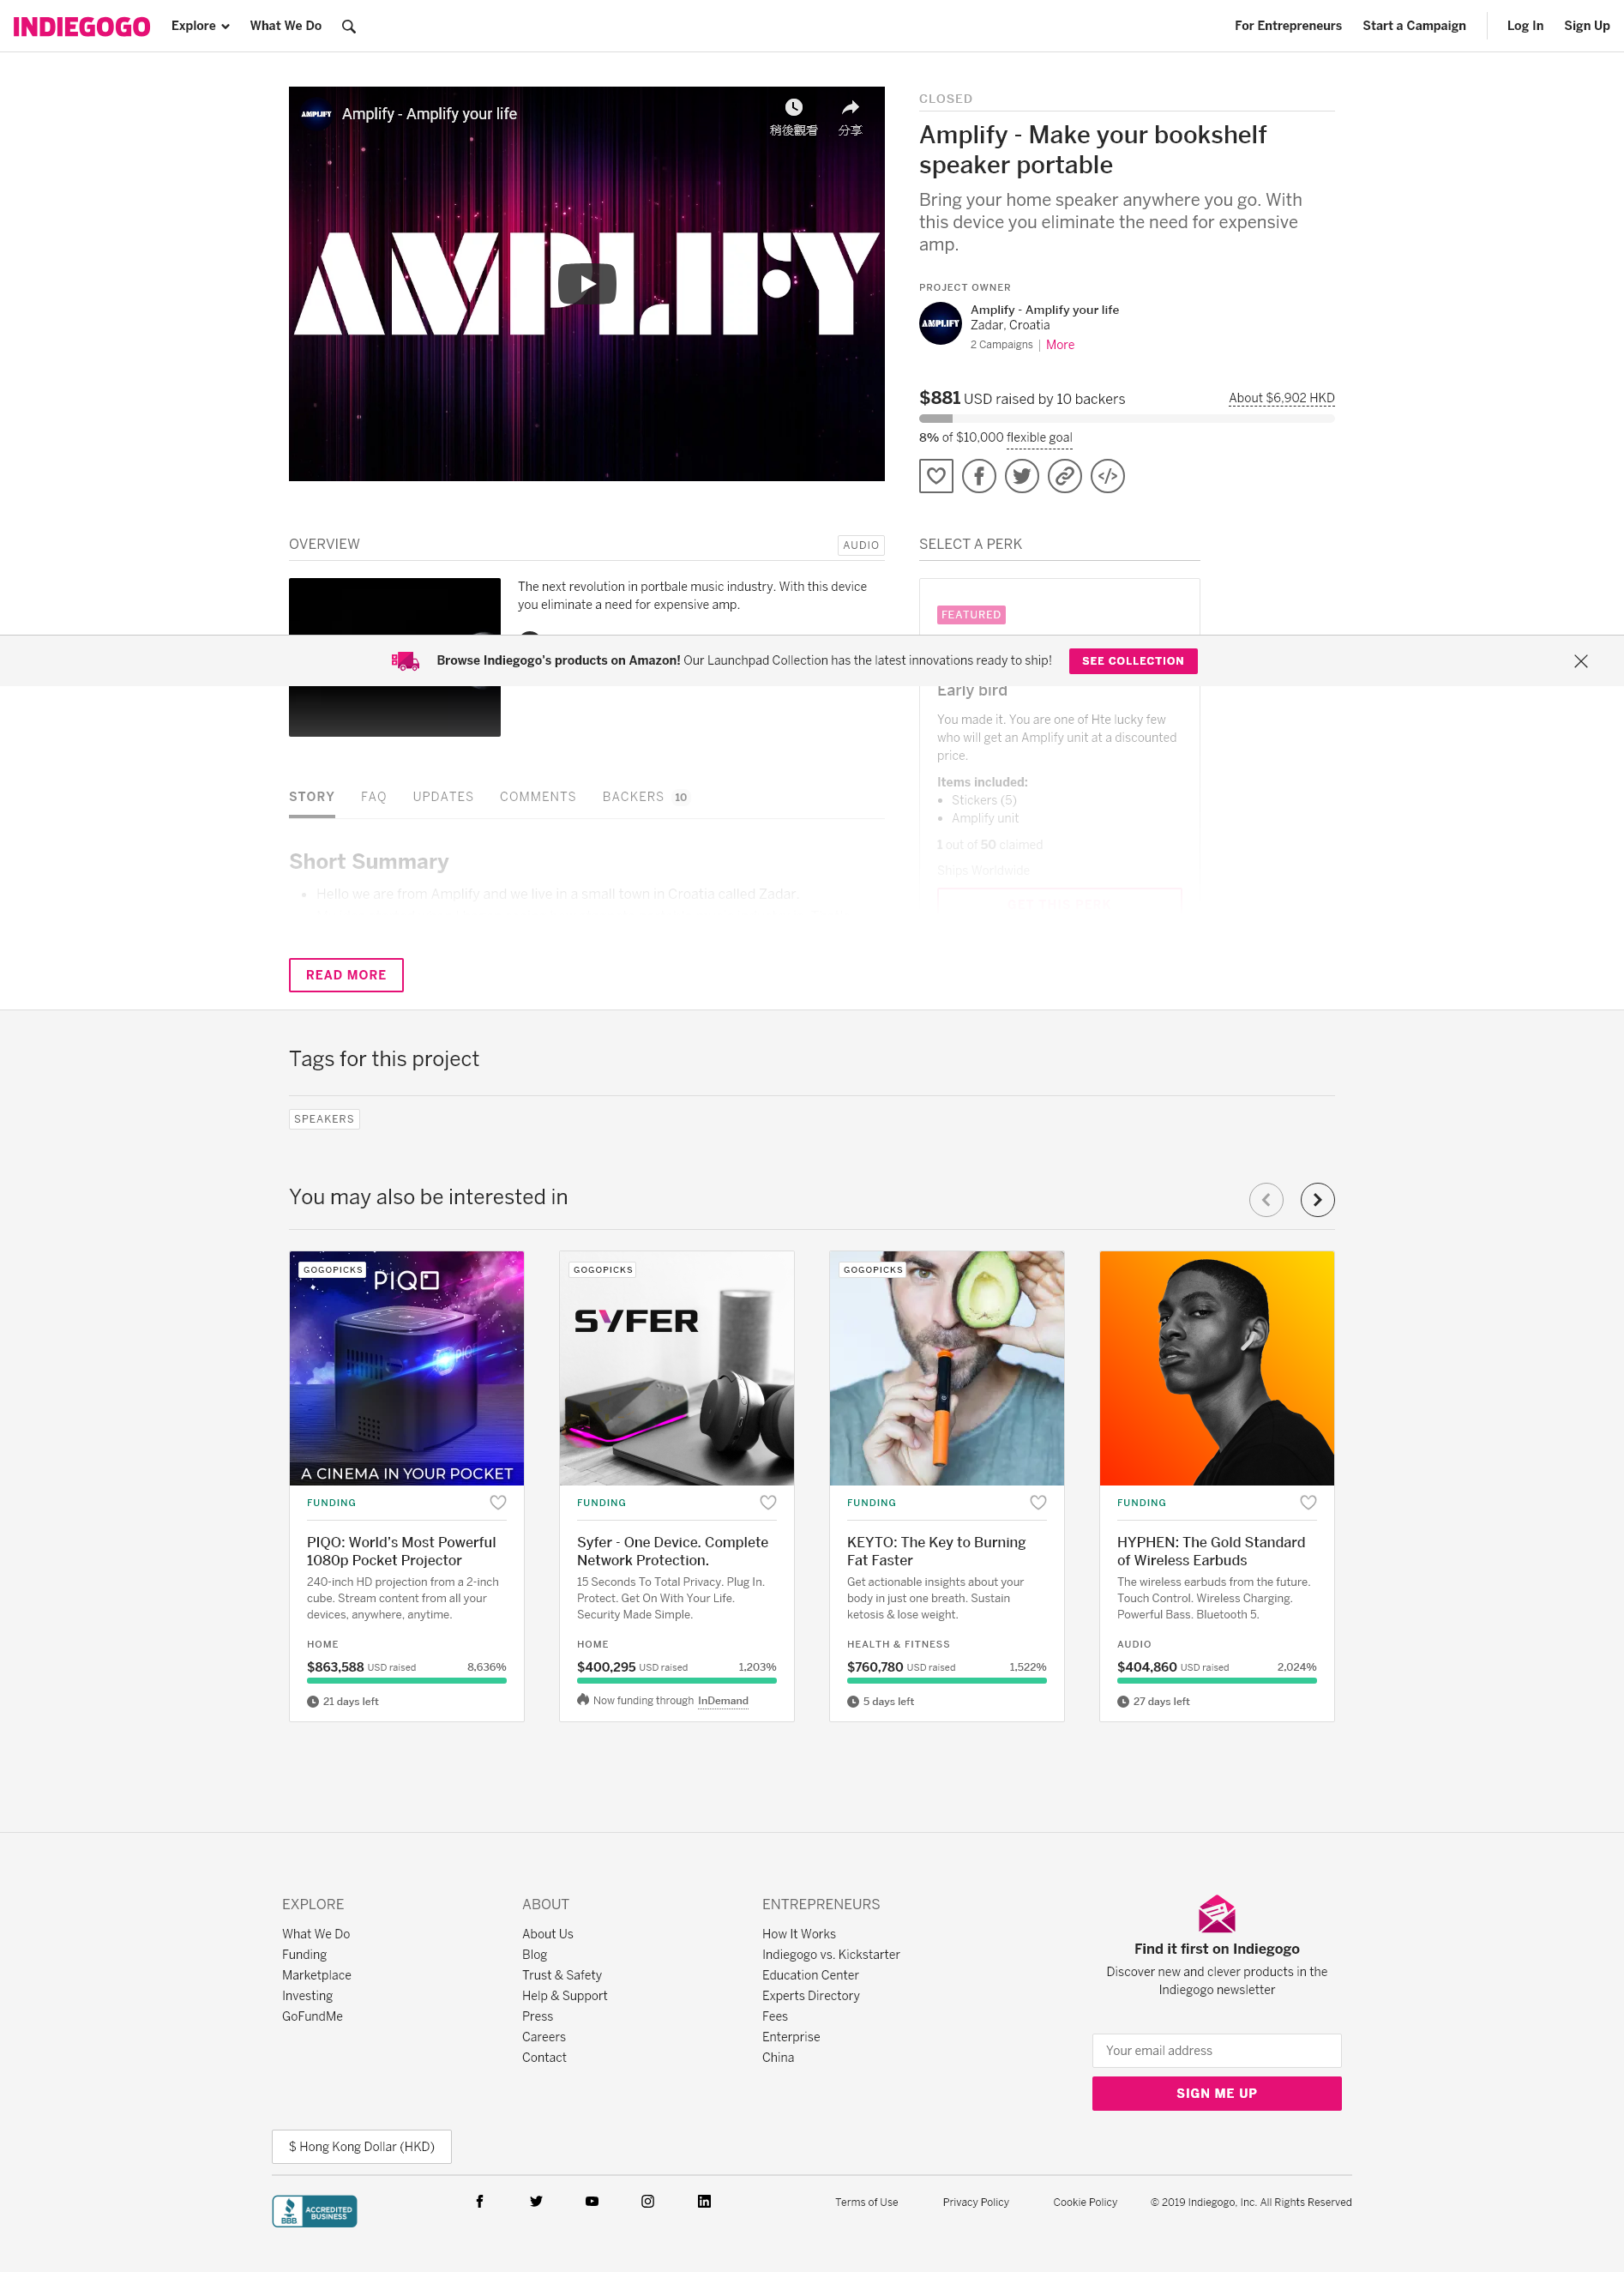 INDIEGOGO
Explore
What We Do
For Entrepreneurs
Start a Campaign
Log In
Sign Up
AMPLIFY
Amplify - Amplify your life
稍後觀看
分享
AMPLIFY
CLOSED
Amplify - Make your bookshelf
speaker portable
Bring your home speaker anywhere you go. With
this device you eliminate the need for expensive
amp.
PROJECT OWNER
AMPLIFY
Amplify - Amplify your life
Zadar, Croatia
2 Campaigns | More
$881 USD raised by 10 backers
About $6,902 HKD
8% of $10,000 flexible goal
OVERVIEW
AUDIO
The next revolution in portbale music industry. With this device
you eliminate a need for expensive amp.
SELECT A PERK
FEATURED
Browse Indiegogo's products on Amazon! Our Launchpad Collection has the latest innovations ready to ship!
SEE COLLECTION
Early bird
You made it. You are one of Hte lucky few
who will get an Amplify unit at a discounted
price.
Items included:
Stickers (5)
Amplify unit
1 out of 50 claimed
Ships Worldwide
GET THIS PERK
STORY
FAQ
UPDATES
COMMENTS
BACKERS 10
Short Summary
Hello we are from Amplify and we live in a small town in Croatia called Zadar.
READ MORE
Tags for this project
SPEAKERS
You may also be interested in
GOGOPICKS
PIQO
PIQO
A CINEMA IN YOUR POCKET
FUNDING
PIQO: World's Most Powerful
1080p Pocket Projector
240-inch HD projection from a 2-inch
cube. Stream content from all your
devices, anywhere, anytime.
HOME
$863,588 USD raised
8,636%
21 days left
GOGOPICKS
SYFER
FUNDING
Syfer - One Device. Complete
Network Protection.
15 Seconds To Total Privacy. Plug In.
Protect. Get On With Your Life.
Security Made Simple.
HOME
$400,295 USD raised
1,203%
Now funding through InDemand
GOGOPICKS
FUNDING
KEYTO: The Key to Burning
Fat Faster
Get actionable insights about your
body in just one breath. Sustain
ketosis & lose weight.
HEALTH & FITNESS
$760,780 USD raised
1,522%
5 days left
FUNDING
HYPHEN: The Gold Standard
of Wireless Earbuds
The wireless earbuds from the future.
Touch Control. Wireless Charging.
Powerful Bass. Bluetooth 5.
AUDIO
$404,860 USD raised
2,024%
27 days left
EXPLORE
What We Do
Funding
Marketplace
Investing
GoFundMe
ABOUT
About Us
Blog
Trust & Safety
Help & Support
Press
Careers
Contact
ENTREPRENEURS
How It Works
Indiegogo vs. Kickstarter
Education Center
Experts Directory
Fees
Enterprise
China
Find it first on Indiegogo
Discover new and clever products in the
Indiegogo newsletter
Your email address
SIGN ME UP
$ Hong Kong Dollar (HKD)
BBB
ACCREDITED
BUSINESS
Terms of Use
Privacy Policy
Cookie Policy
© 2019 Indiegogo, Inc. All Rights Reserved